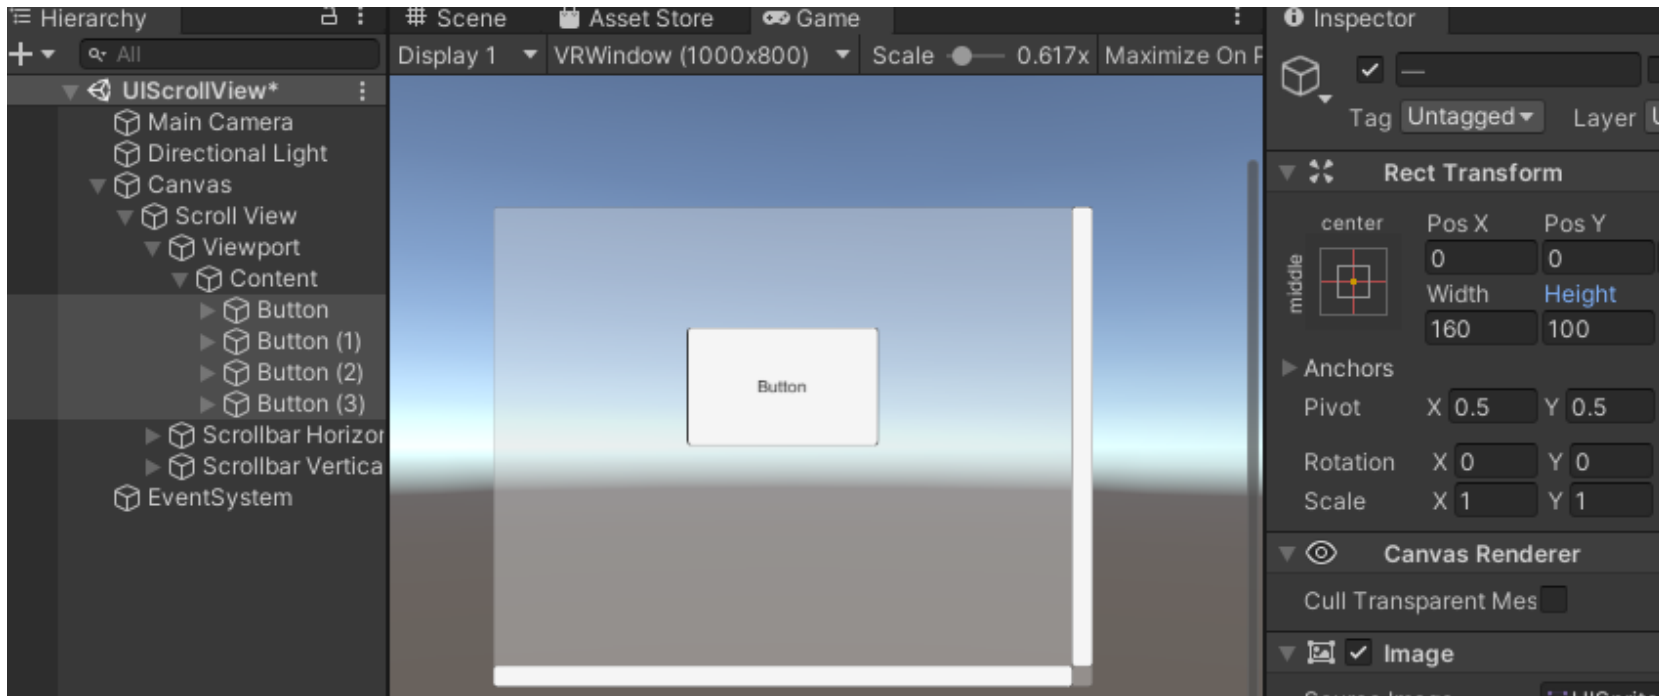 Hierarchy
All
UIScrollView*
Main Camera
Directional Light
Canvas
Scroll View
Viewport
Content
Button
Button (1)
Button (2)
Button (3)
Scrollbar Horizor
Scrollbar Vertica
EventSystem
Scene
Asset Store
Game
Display 1
VRWindow (1000x800)
Scale
0.617x
Maximize On P
Button
Inspector
—
Tag Untagged
Layer
Rect Transform
center
middle
Pos X
Pos Y
0
0
Width
Height
160
100
Anchors
Pivot X 0.5 Y 0.5
Rotation X 0 Y 0
Scale X 1 Y 1
Canvas Renderer
Cull Transparent Mes
Image